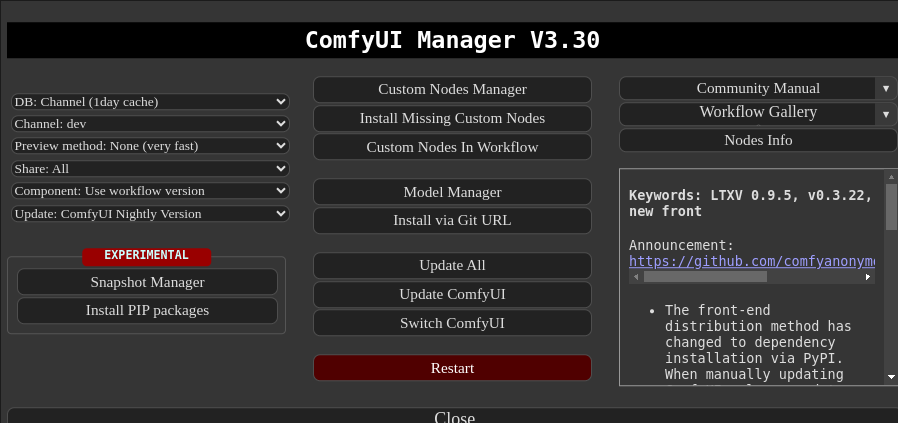 ComfyUI Manager V3.30
DB: Channel (1day cache)
Channel: dev
Preview method: None (very fast)
Share: All
Component: Use workflow version
Update: ComfyUI Nightly Version
EXPERIMENTAL
Snapshot Manager
Install PIP packages
Custom Nodes Manager
Install Missing Custom Nodes
Custom Nodes In Workflow
Model Manager
Install via Git URL
Update All
Update ComfyUI
Switch ComfyUI
Restart
Community Manual
Workflow Gallery
Nodes Info
Keywords: LTXV 0.9.5, v0.3.22,
new front
Announcement:
https://github.com/comfyanonym
• The front-end
distribution method has
changed to dependency
installation via PyPI.
When manually updating
Close